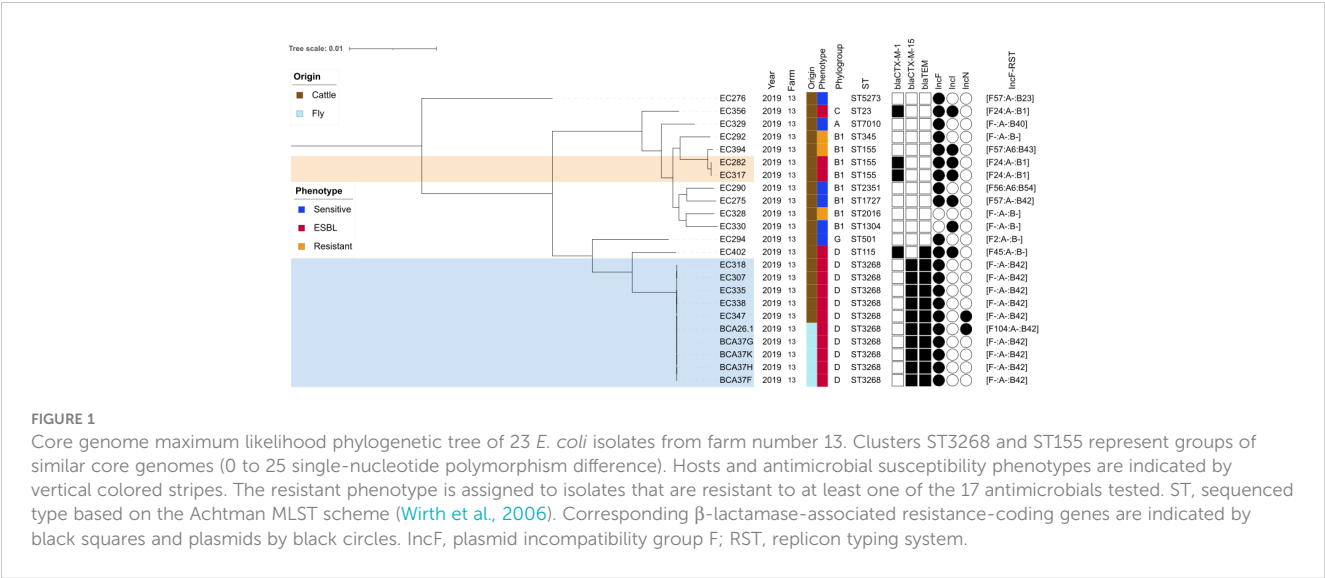 Tree scale: 0.01
Origin
Cattle
Fly
Phenotype
Sensitive
ESBL
Resistant
Year Farm Origin Phenotype Phylogroup ST blaCTX-M-1 blaCTX-M-15 blaTEM IncF IncI IncN IncF-RST
EC276 2019 13 ST5273 [F57:A-:B23]
EC356 2019 13 C ST23 [F24:A-:B1]
EC329 2019 13 A ST7010 [F-:A-:B40]
EC292 2019 13 B1 ST345 [F-:A-:B-]
EC394 2019 13 B1 ST155 [F57:A6:B43]
EC282 2019 13 B1 ST155 [F24:A-:B1]
EC317 2019 13 B1 ST155 [F24:A-:B1]
EC290 2019 13 B1 ST2351 [F56:A6:B54]
EC275 2019 13 B1 ST1727 [F57:A-:B42]
EC328 2019 13 B1 ST2016 [F-:A-:B-]
EC330 2019 13 B1 ST1304 [F-:A-:B-]
EC294 2019 13 G ST501 [F2:A-:B-]
EC402 2019 13 D ST115 [F45:A-:B-]
EC318 2019 13 D ST3268 [F-:A-:B42]
EC307 2019 13 D ST3268 [F-:A-:B42]
EC335 2019 13 D ST3268 [F-:A-:B42]
EC338 2019 13 D ST3268 [F-:A-:B42]
EC347 2019 13 D ST3268 [F-:A-:B42]
BCA26.1 2019 13 D ST3268 [F104:A-:B42]
BCA37G 2019 13 D ST3268 [F-:A-:B42]
BCA37K 2019 13 D ST3268 [F-:A-:B42]
BCA37H 2019 13 D ST3268 [F-:A-:B42]
BCA37F 2019 13 D ST3268 [F-:A-:B42]
FIGURE 1
Core genome maximum likelihood phylogenetic tree of 23 E. coli isolates from farm number 13. Clusters ST3268 and ST155 represent groups of
similar core genomes (0 to 25 single-nucleotide polymorphism difference). Hosts and antimicrobial susceptibility phenotypes are indicated by
vertical colored stripes. The resistant phenotype is assigned to isolates that are resistant to at least one of the 17 antimicrobials tested. ST, sequenced
type based on the Achtman MLST scheme (Wirth et al., 2006). Corresponding β-lactamase-associated resistance-coding genes are indicated by
black squares and plasmids by black circles. IncF, plasmid incompatibility group F; RST, replicon typing system.